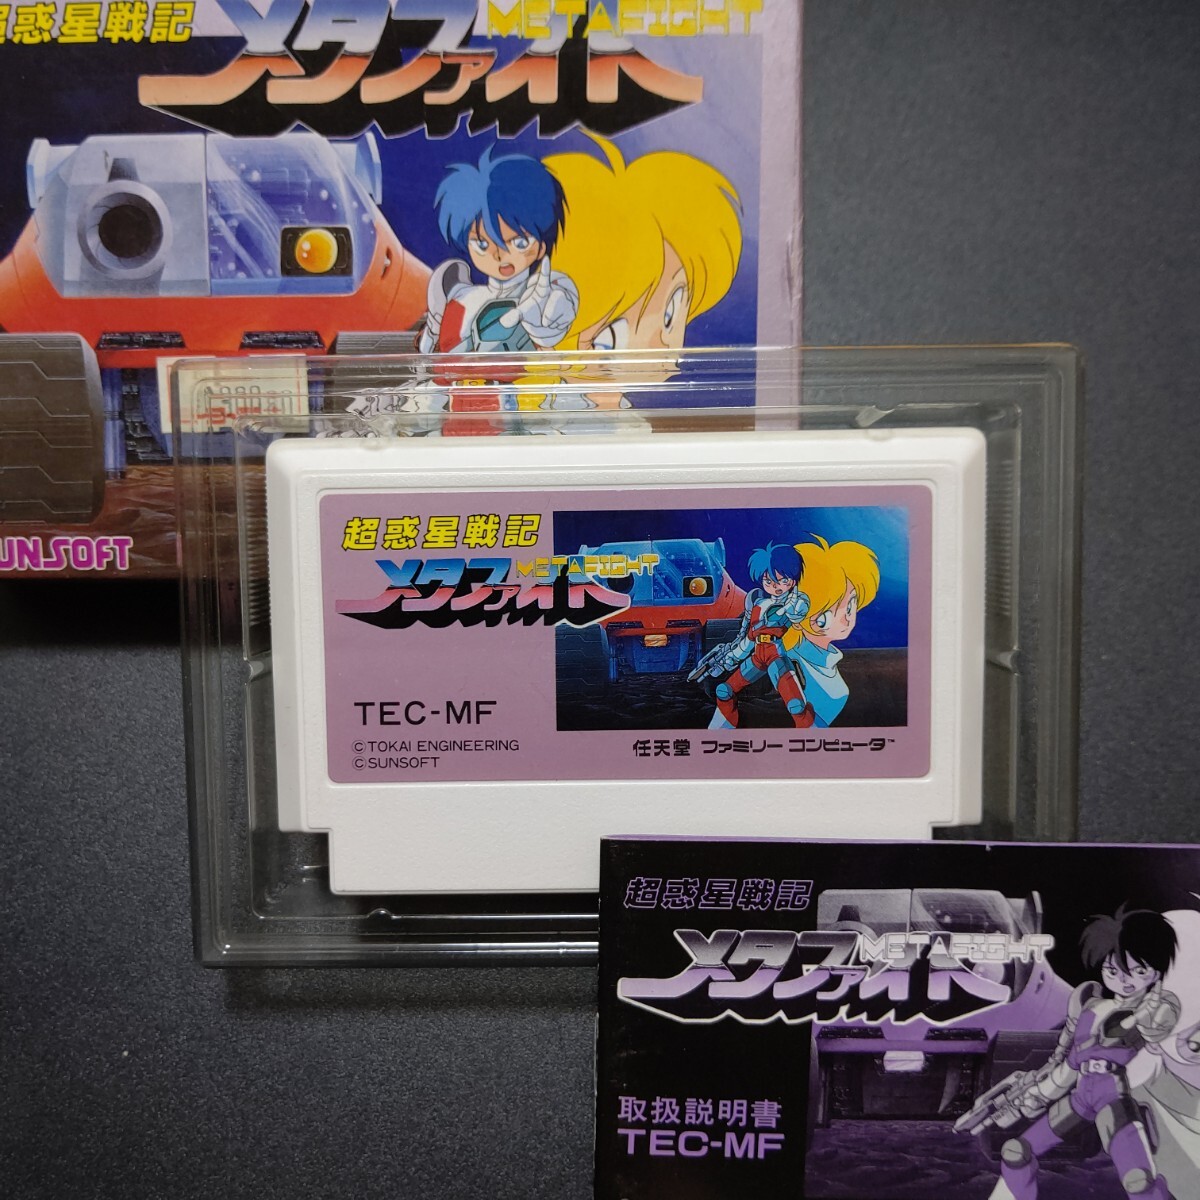 超惑星戦記
メタファイト
METAFIGHT
SUNSOFT
超惑星戦記
メタファイト
METAFIGHT
TEC-MF
©TOKAI ENGINEERING
©SUNSOFT
任天堂 ファミリー コンピュータ™
超惑星戦記
メタファイト
METAFIGHT
取扱説明書
TEC-MF